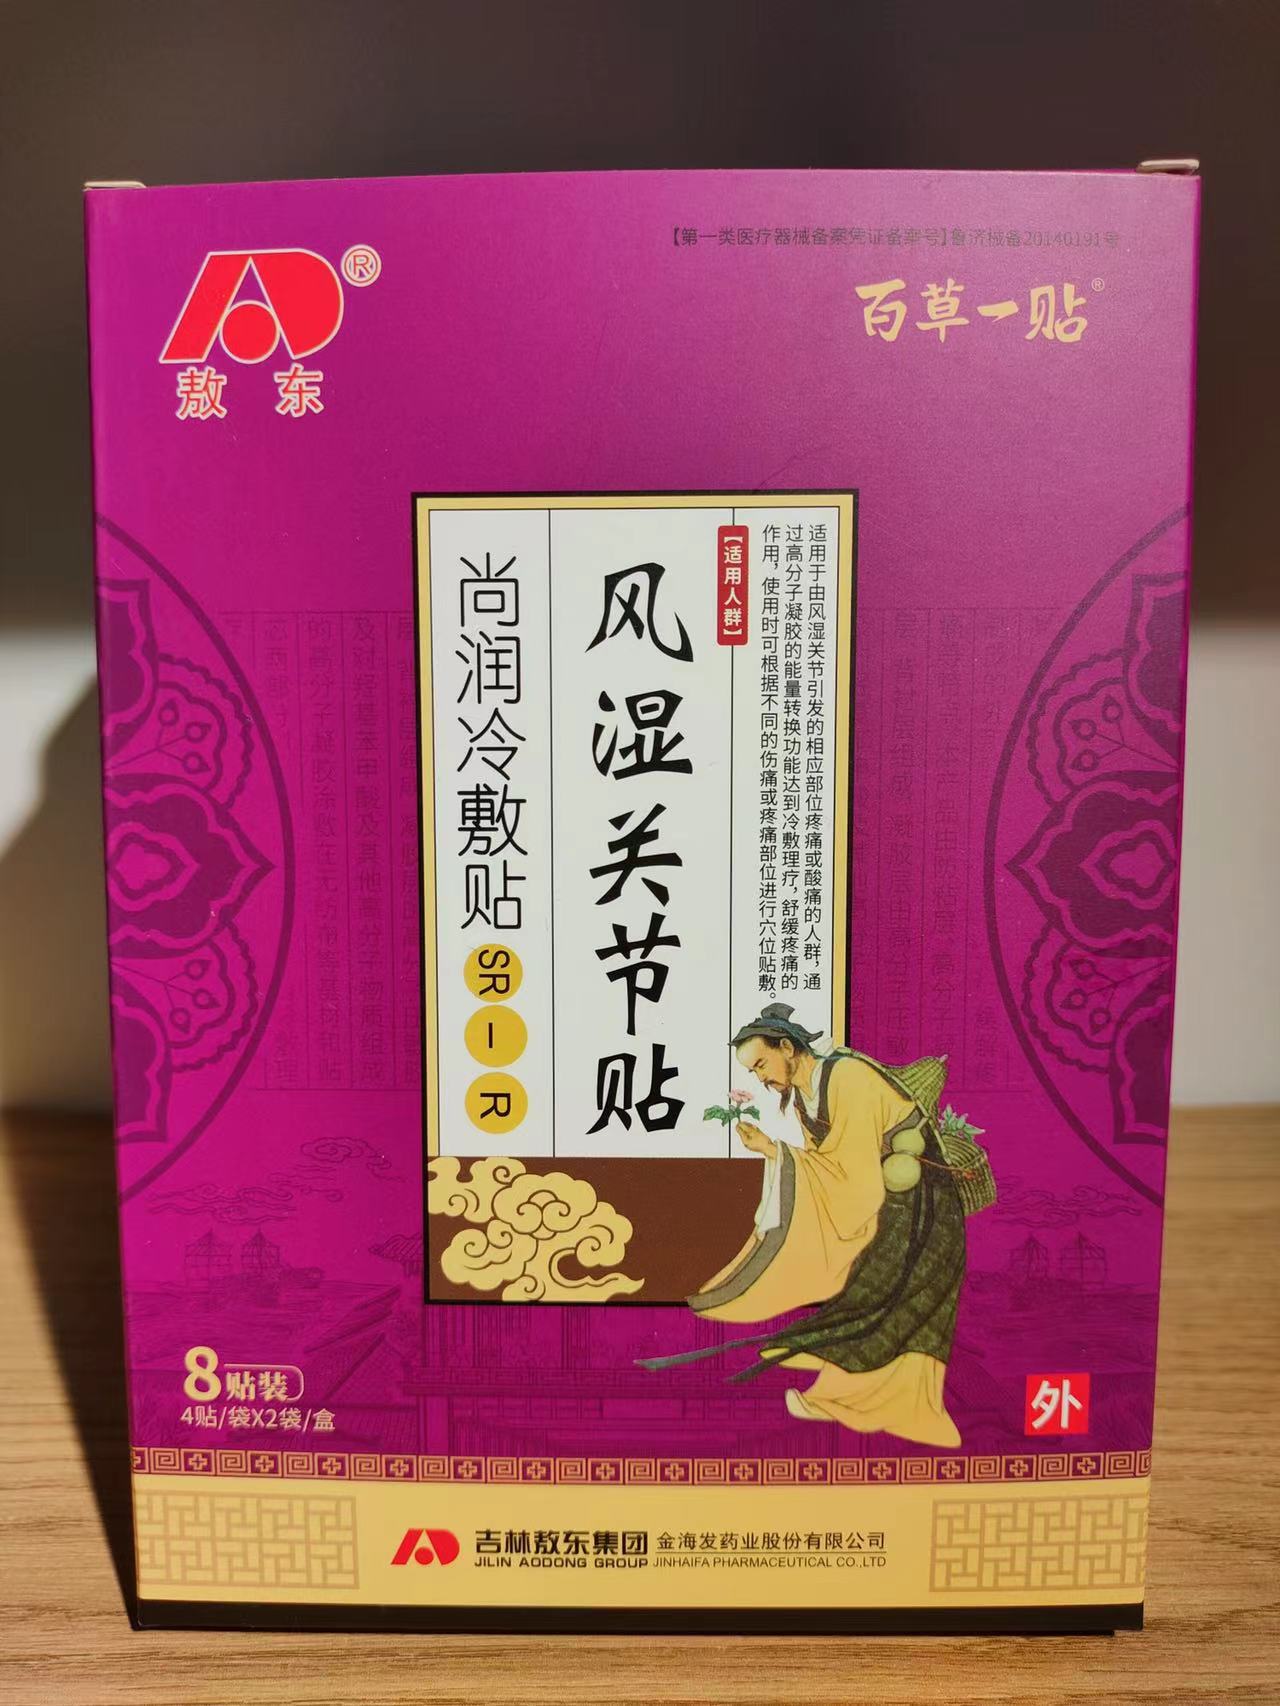 【第一类医疗器械备案凭证备案号】鲁济械备20140191号
敖东®
百草一贴®
尚润冷敷贴
SR-R
风湿关节贴
【适用人群】
适用于由风湿关节引发的相应部位疼痛或酸痛的人群，通
过高分子凝胶的能量转换功能达到冷敷理疗，舒缓疼痛的
作用，使用时可根据不同的伤痛或疼痛部位进行穴位贴敷。
8贴装
4贴/袋X2袋/盒
外
吉林敖东集团 金海发药业股份有限公司
JILIN AODONG GROUP JINHAIFA PHARMACEUTICAL CO.,LTD